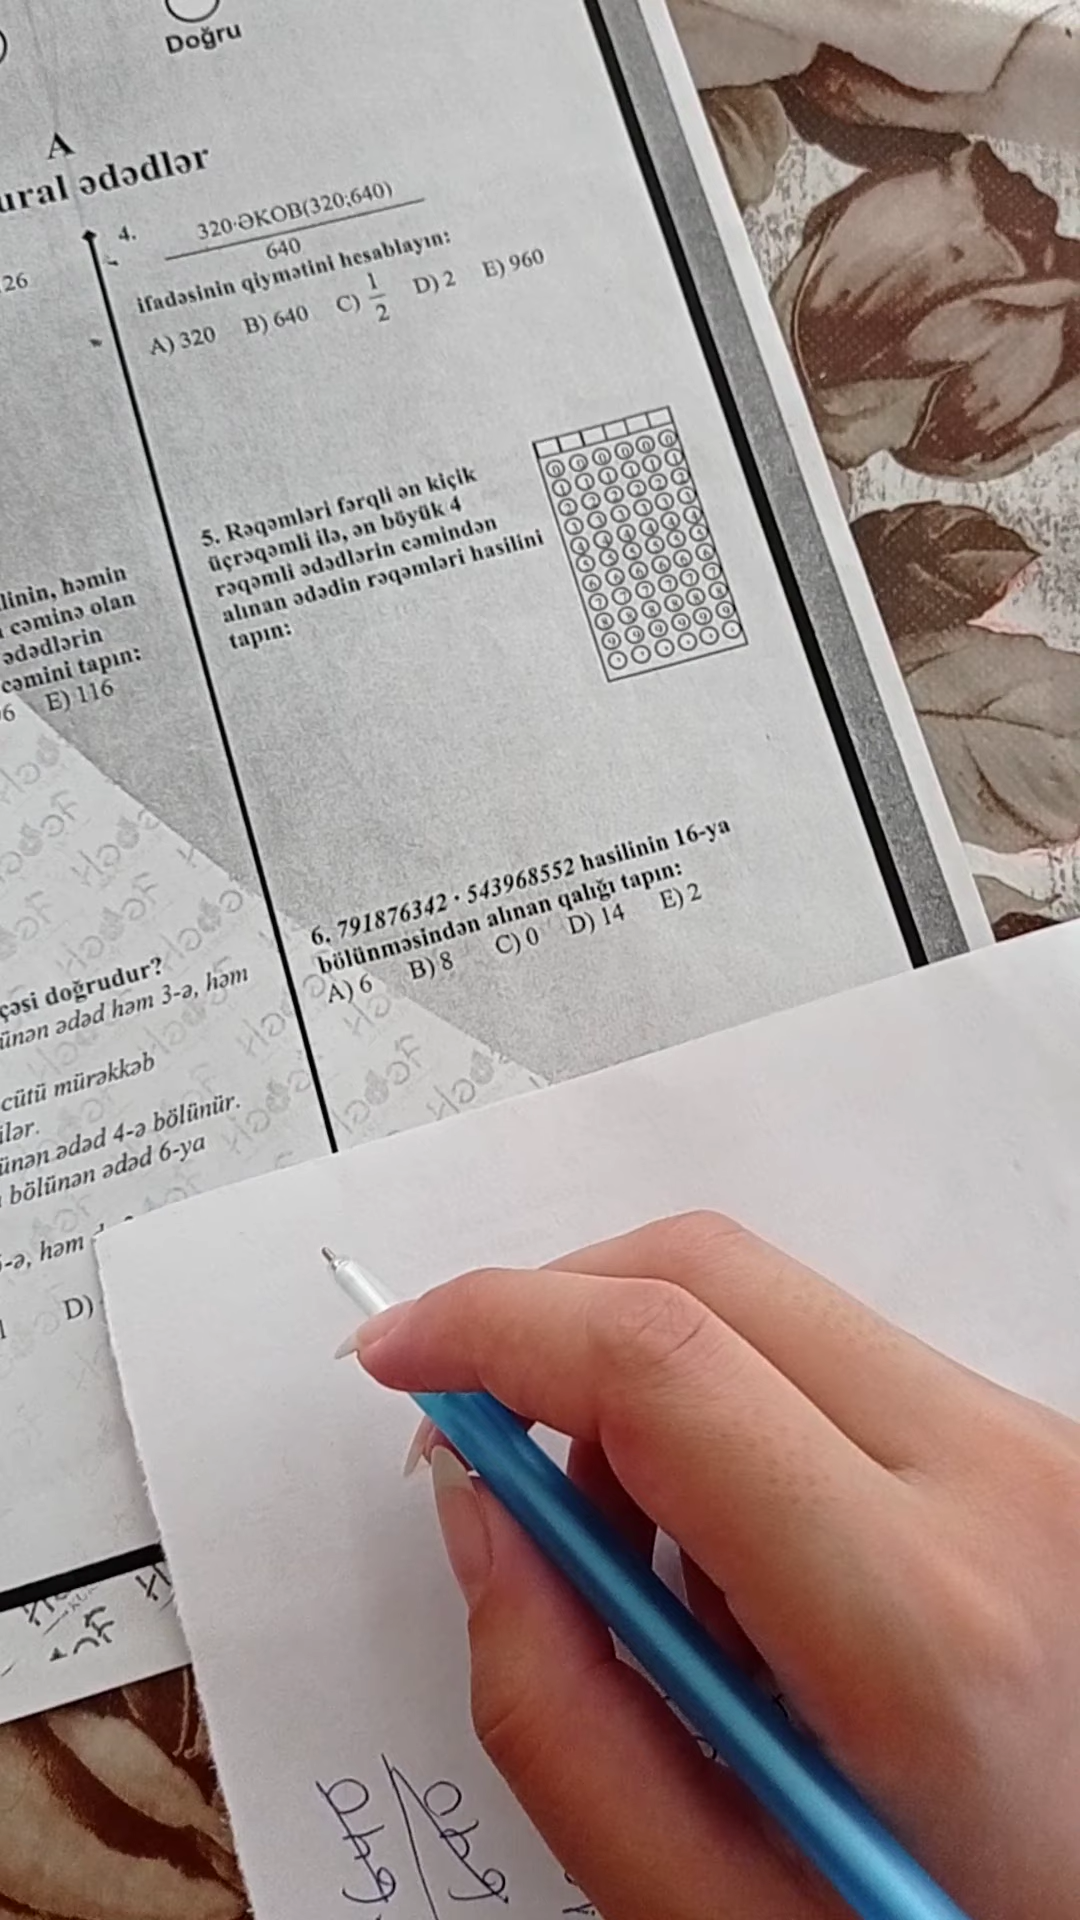 Doğru
A
ural ədədlər
26
4. 320·ƏKOB(320;640)
640
ifadəsinin qiymətini hesablayın:
A) 320 B) 640 C) 1/2 D) 2 E) 960
5. Rəqəmləri fərqli ən kiçik
üçrəqəmli ilə, ən böyük 4
rəqəmli ədədlərin cəmindən
alınan ədədin rəqəmləri hasilini
tapın:
linin, həmin
cəminə olan
ədədlərin
cəmini tapın:
6 E) 116
6. 791876342 · 543968552 hasilinin 16-ya
bölünməsindən alınan qalığı tapın:
A) 6 B) 8 C) 0 D) 14 E) 2
çəsi doğrudur?
ünən ədəd həm 3-ə, həm
cütü mürəkkəb
ilər.
ünən ədəd 4-ə bölünür.
bölünən ədəd 6-ya
-ə, həm
D)